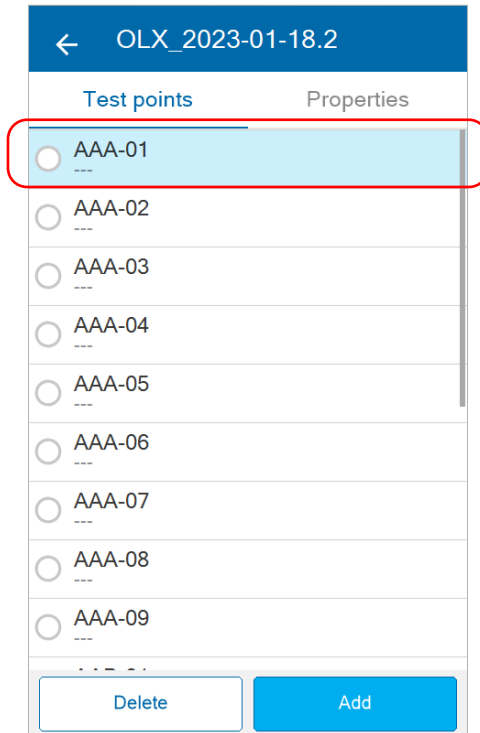 OLX_2023-01-18.2
Test points Properties
AAA-01
---
AAA-02
---
AAA-03
---
AAA-04
---
AAA-05
---
AAA-06
---
AAA-07
---
AAA-08
---
AAA-09
---
Delete Add